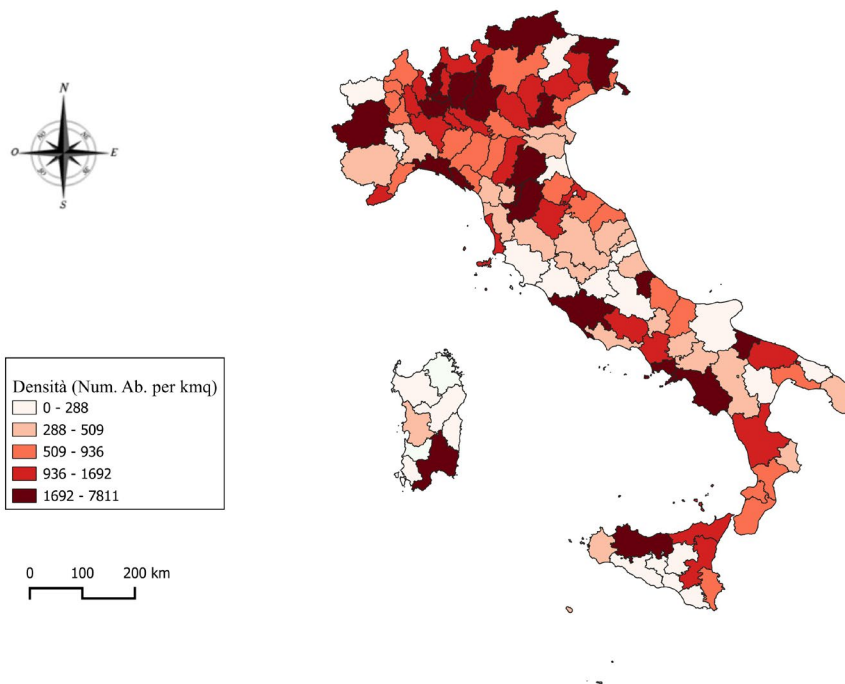 N
O
E
S
Densità (Num. Ab. per kmq)
0 - 288
288 - 509
509 - 936
936 - 1692
1692 - 7811
0 100 200 km